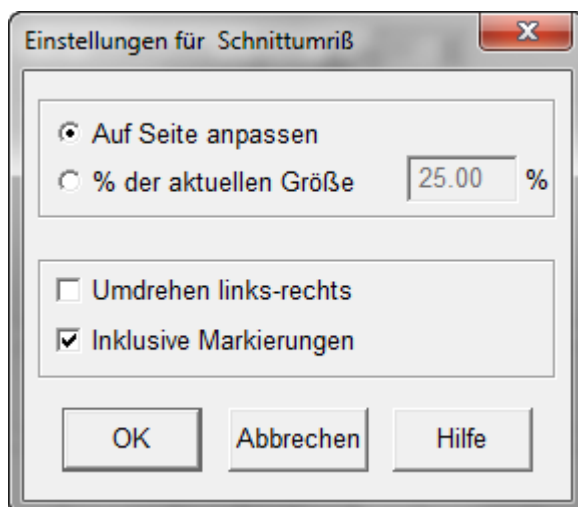 Einstellungen für  Schnittumriß
Auf Seite anpassen
% der aktuellen Größe 25.00 %
Umdrehen links-rechts
Inklusive Markierungen
OK Abbrechen Hilfe